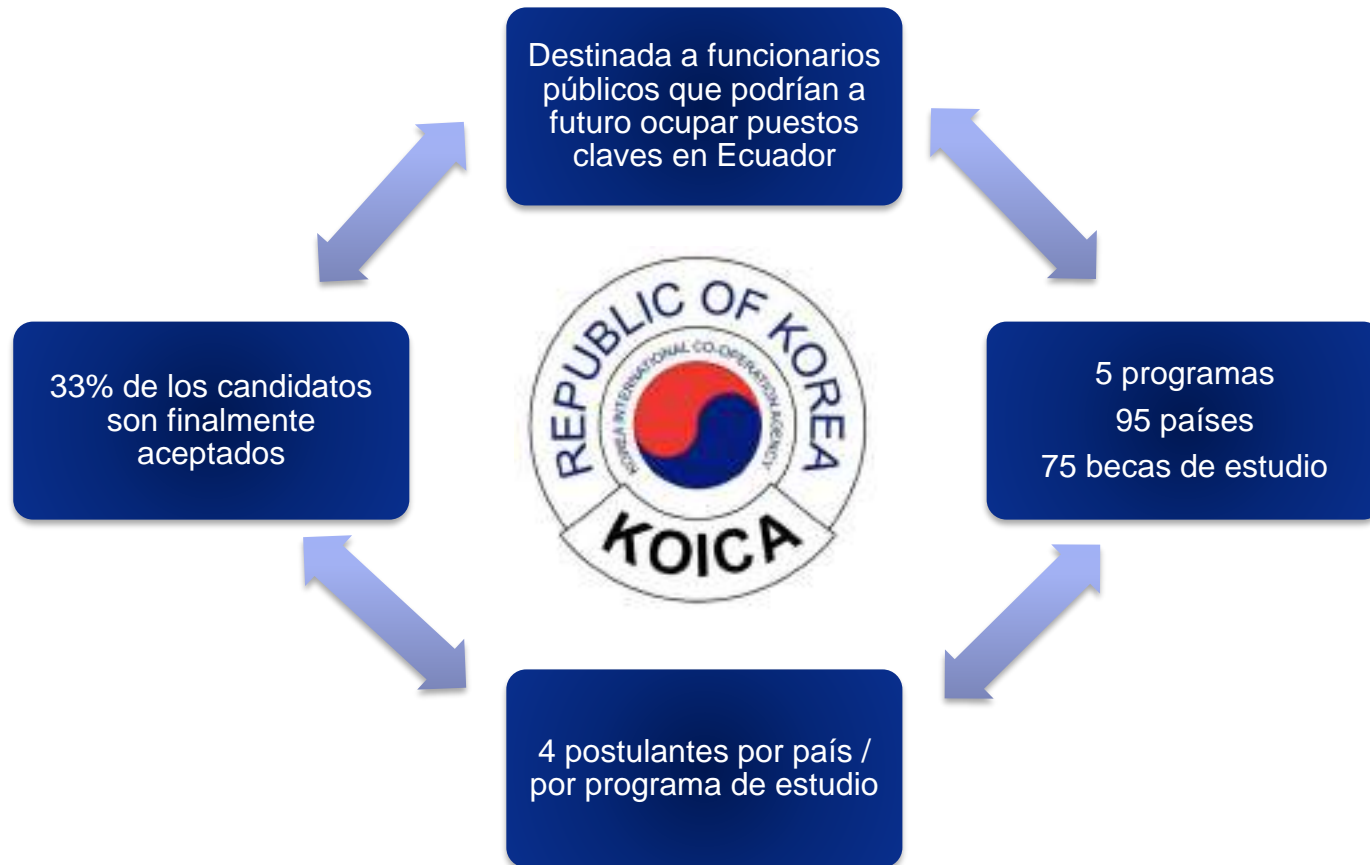 Destinada a funcionarios
públicos que podrían a
futuro ocupar puestos
claves en Ecuador
REPUBLIC OF KOREA
KOREA INTERNATIONAL CO-OPERATION AGENCY
KOICA
33% de los candidatos
son finalmente
aceptados
5 programas
95 países
75 becas de estudio
4 postulantes por país /
por programa de estudio